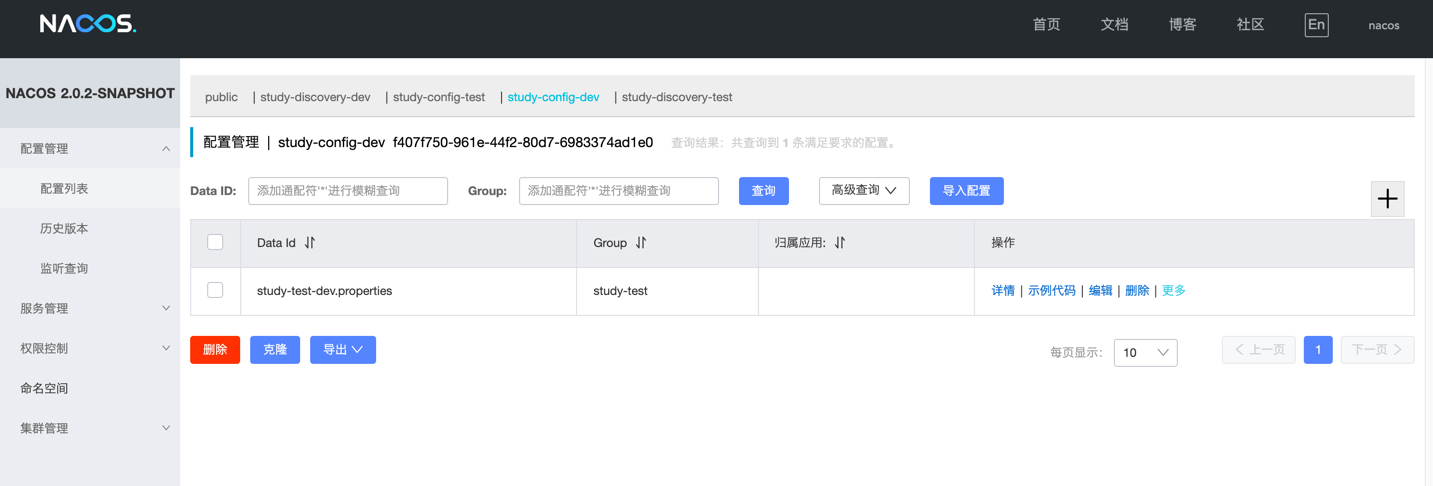 NACOS.
首页 文档 博客 社区 En nacos
NACOS 2.0.2-SNAPSHOT
public | study-discovery-dev | study-config-test | study-config-dev | study-discovery-test
配置管理
配置管理 | study-config-dev f407f750-961e-44f2-80d7-6983374ad1e0 查询结果：共查询到 1 条满足要求的配置。
配置列表
Data ID: 添加通配符'*'进行模糊查询 Group: 添加通配符'*'进行模糊查询 查询 高级查询 导入配置
历史版本
Data Id Group 归属应用: 操作
监听查询
study-test-dev.properties study-test 详情 | 示例代码 | 编辑 | 删除 | 更多
服务管理
权限控制
删除 克隆 导出 每页显示: 10 上一页 1 下一页
命名空间
集群管理